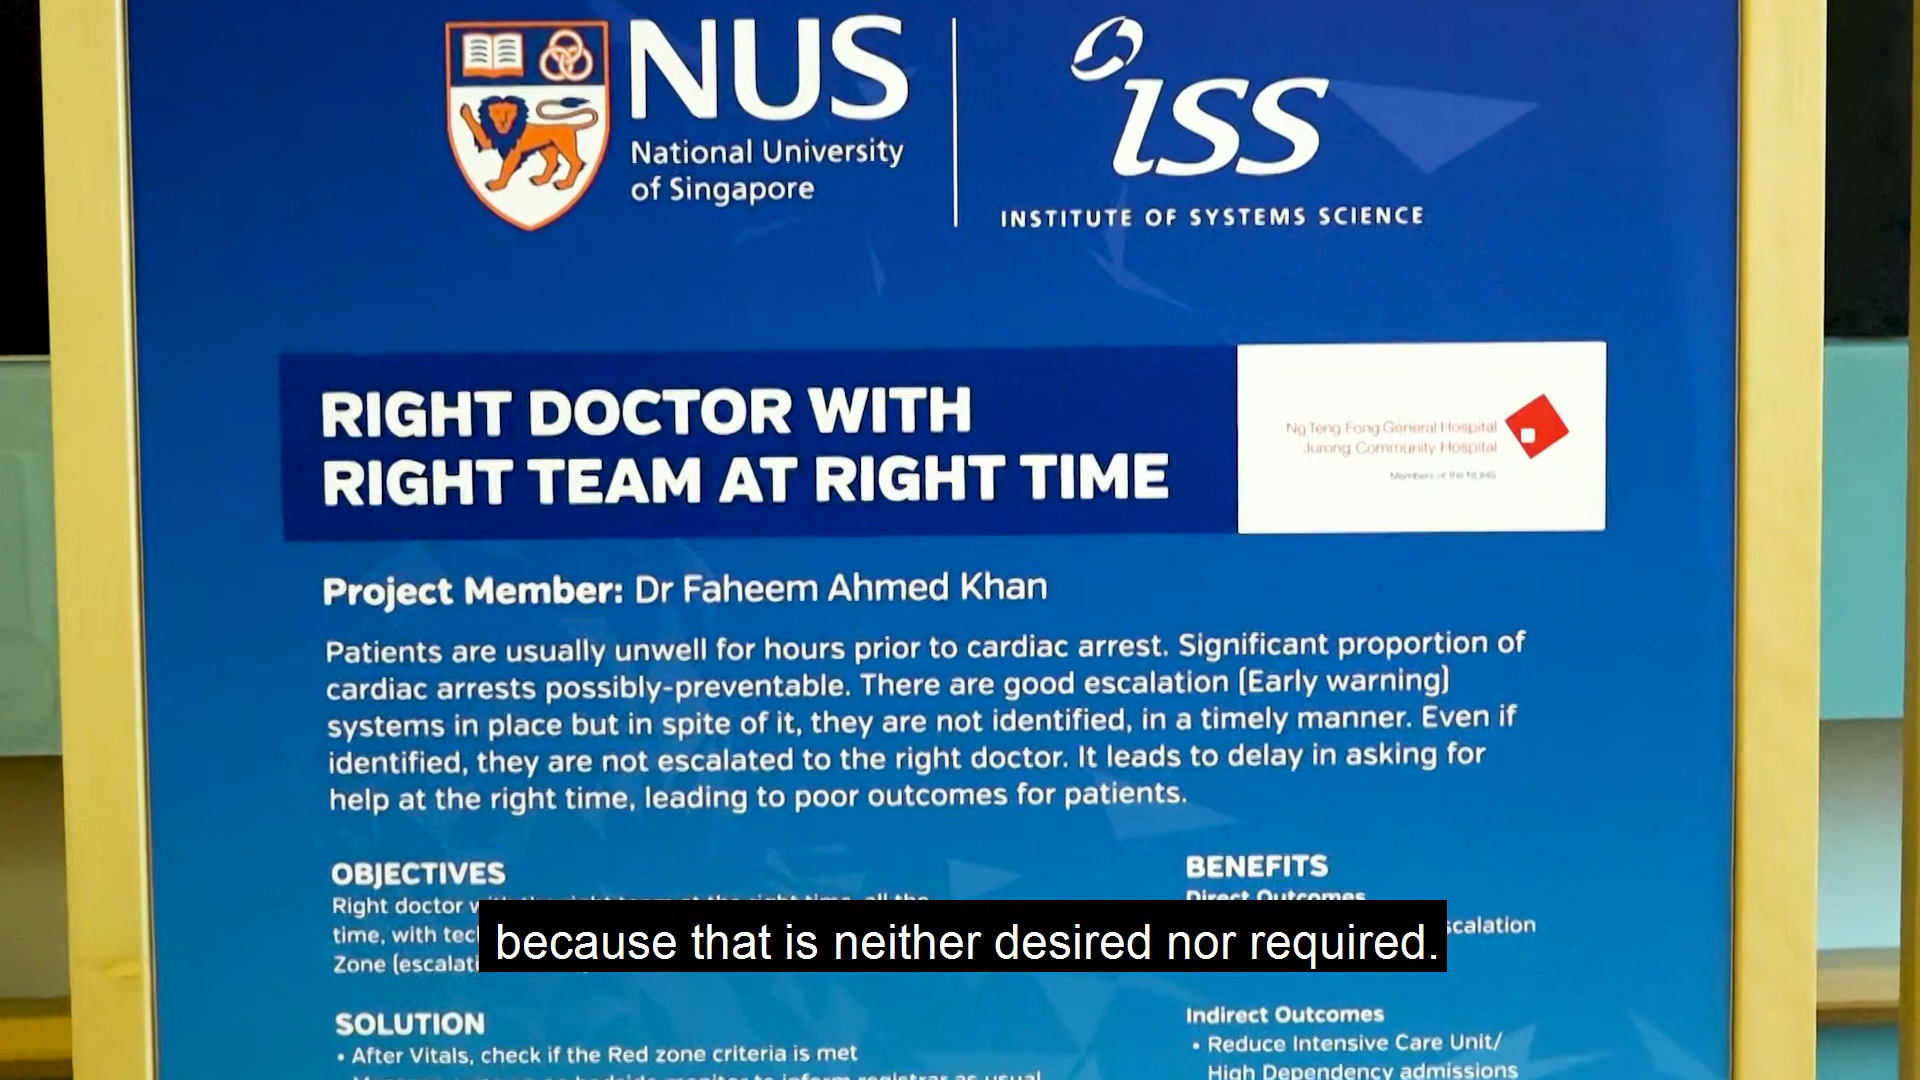 NUS
National University
of Singapore
ISS
INSTITUTE OF SYSTEMS SCIENCE
RIGHT DOCTOR WITH
RIGHT TEAM AT RIGHT TIME
Ng Teng Fong General Hospital
Jurong Community Hospital
Members of the NUHS
Project Member: Dr Faheem Ahmed Khan
Patients are usually unwell for hours prior to cardiac arrest. Significant proportion of
cardiac arrests possibly-preventable. There are good escalation (Early warning)
systems in place but in spite of it, they are not identified, in a timely manner. Even if
identified, they are not escalated to the right doctor. It leads to delay in asking for
help at the right time, leading to poor outcomes for patients.
OBJECTIVES
Right doctor
time, with
Zone
SOLUTION
• After Vitals, check if the Red zone criteria is met
BENEFITS
Direct Outcomes
Indirect Outcomes
• Reduce Intensive Care Unit/
High Dependency admissions
because that is neither desired nor required.